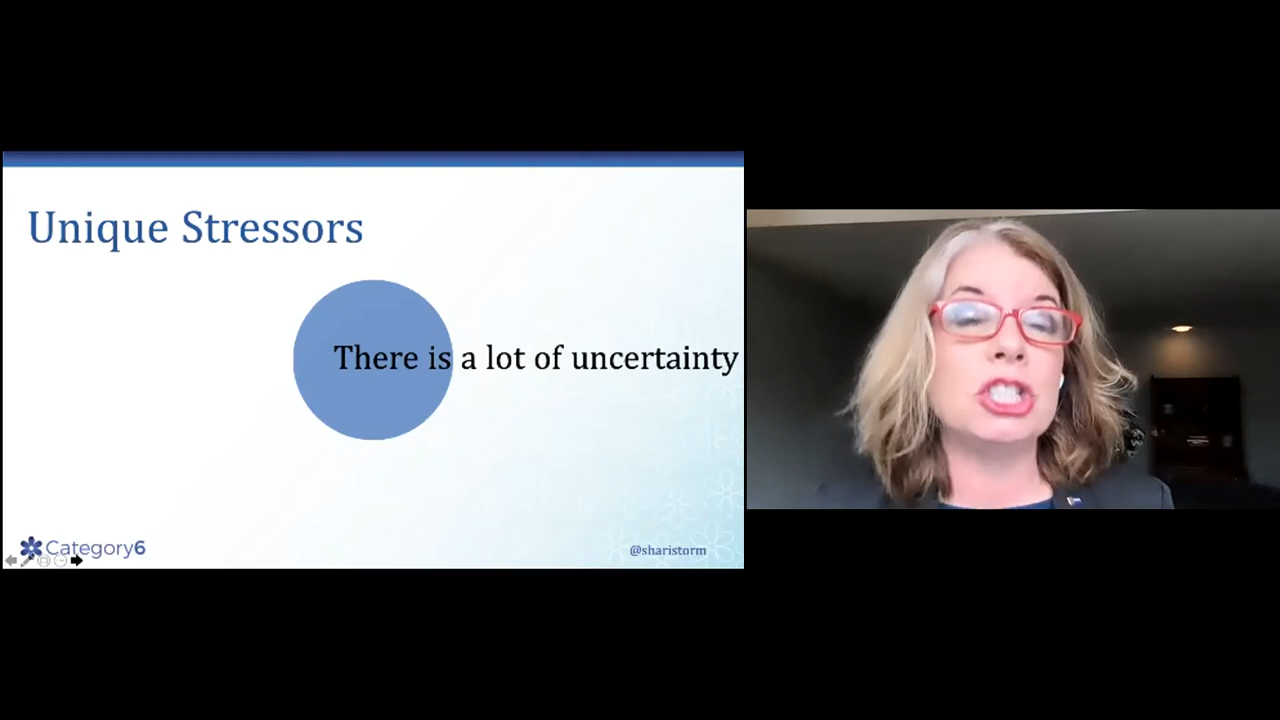 Unique Stressors
There is a lot of uncertainty
Category6
@sharistorm